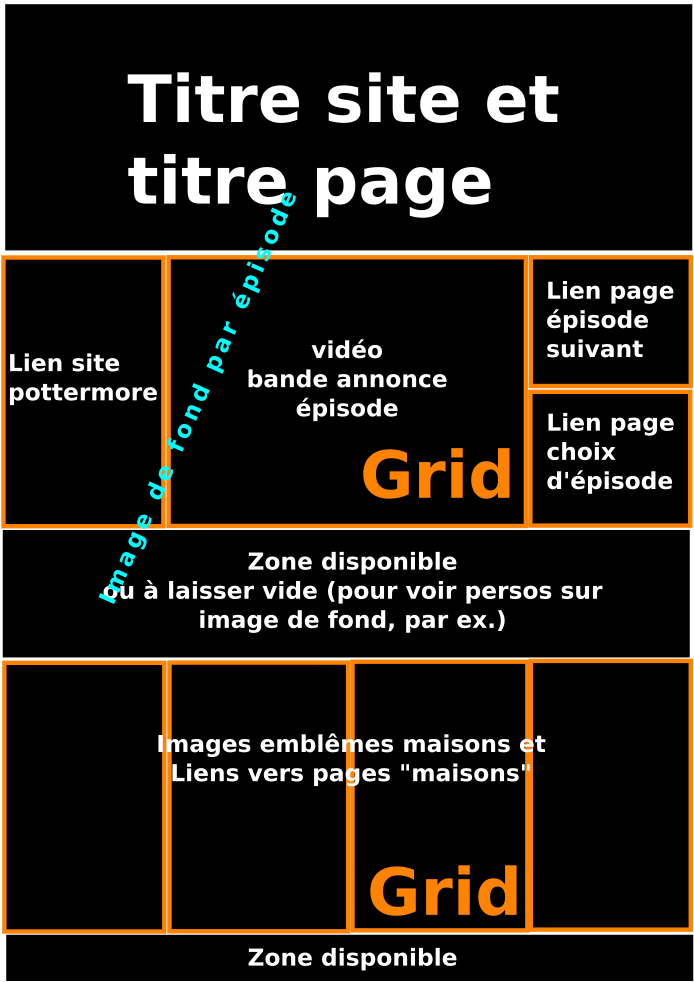 Titre site et
titre page
Image de fond par épisode
Lien site
pottermore
vidéo
bande annonce
épisode
Grid
Lien page
épisode
suivant
Lien page
choix
d'épisode
Zone disponible
ou à laisser vide (pour voir persos sur
image de fond, par ex.)
Images emblêmes maisons et
Liens vers pages "maisons"
Grid
Zone disponible